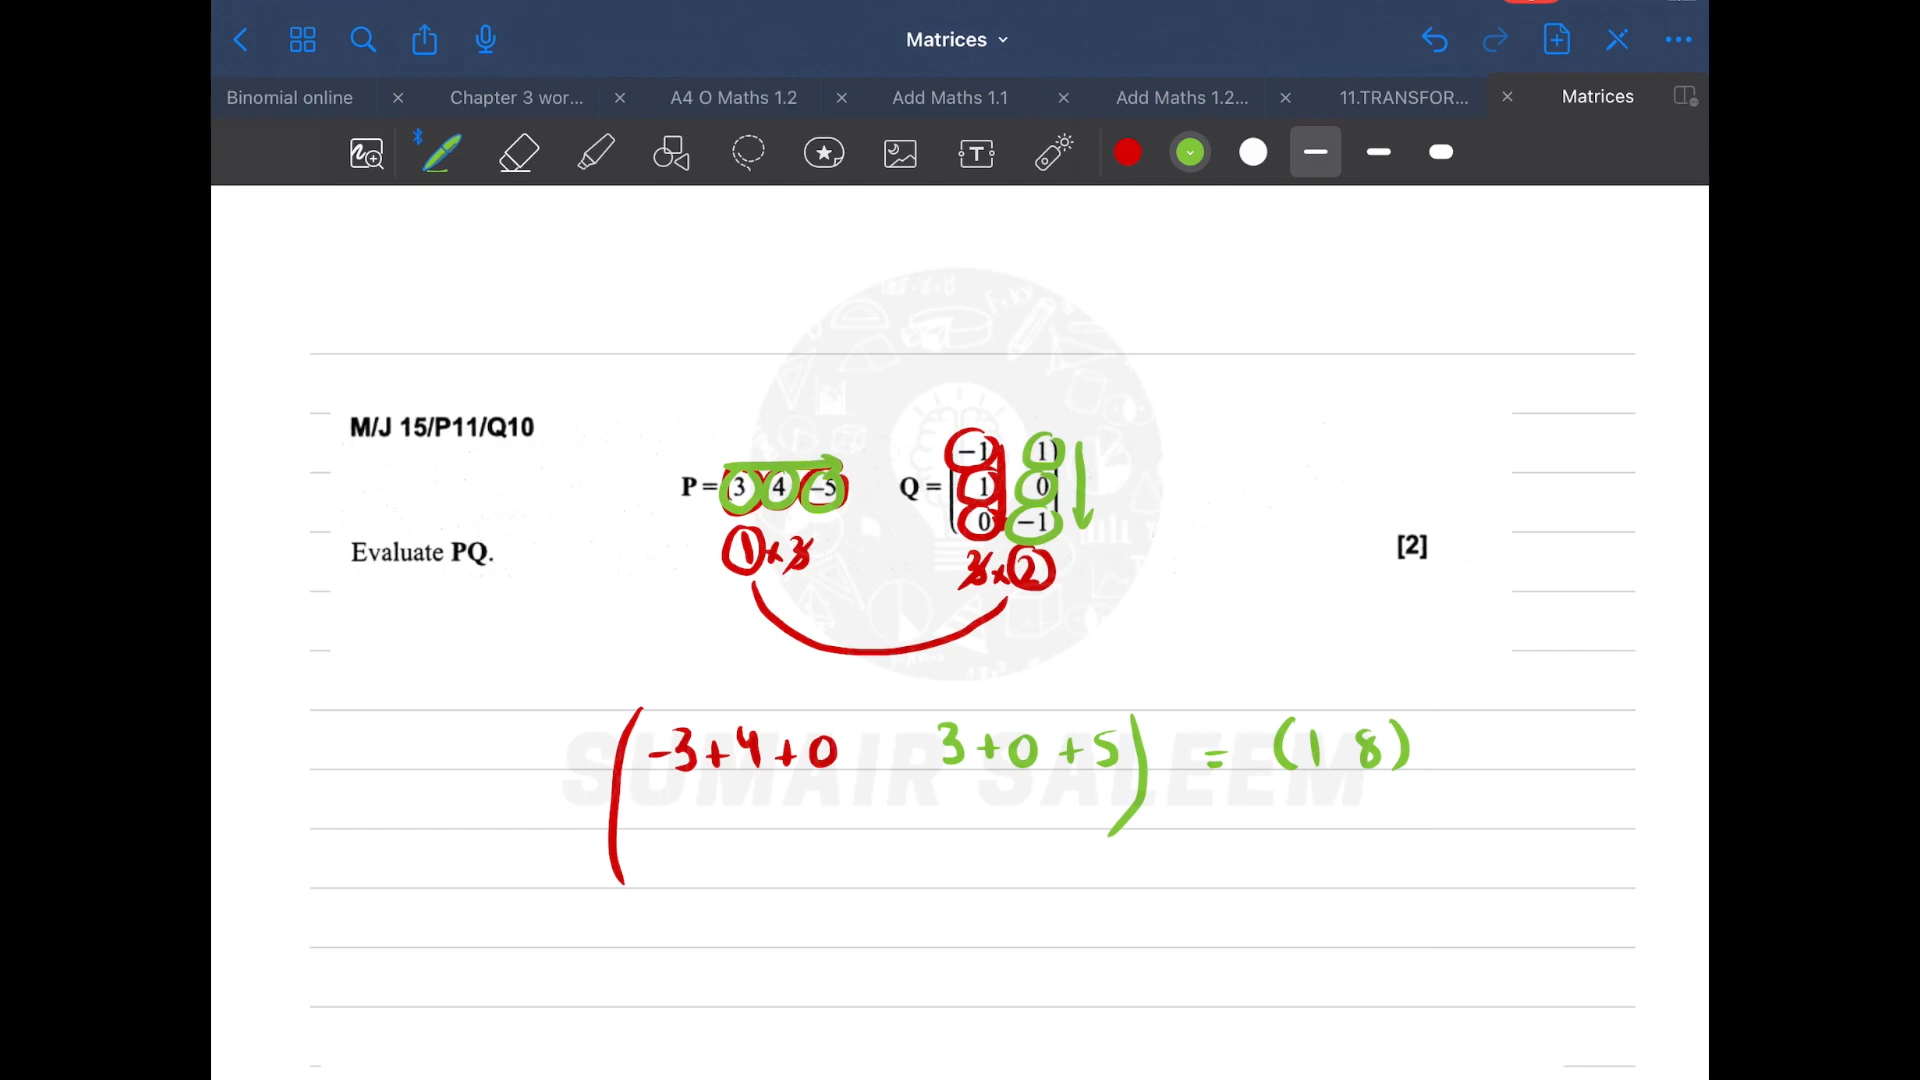 Matrices
Binomial online
Chapter 3 wor...
A4 O Maths 1.2
Add Maths 1.1
Add Maths 1.2...
11.TRANSFOR...
Matrices
M/J 15/P11/Q10
P = (3 4 -5)
Q = (-1 1
1 0
0 -1)
Evaluate PQ.
[2]
1 x 3
3 x 2
(-3+4+0 3+0+5) = (1 8)
SUMAIR SALEEM